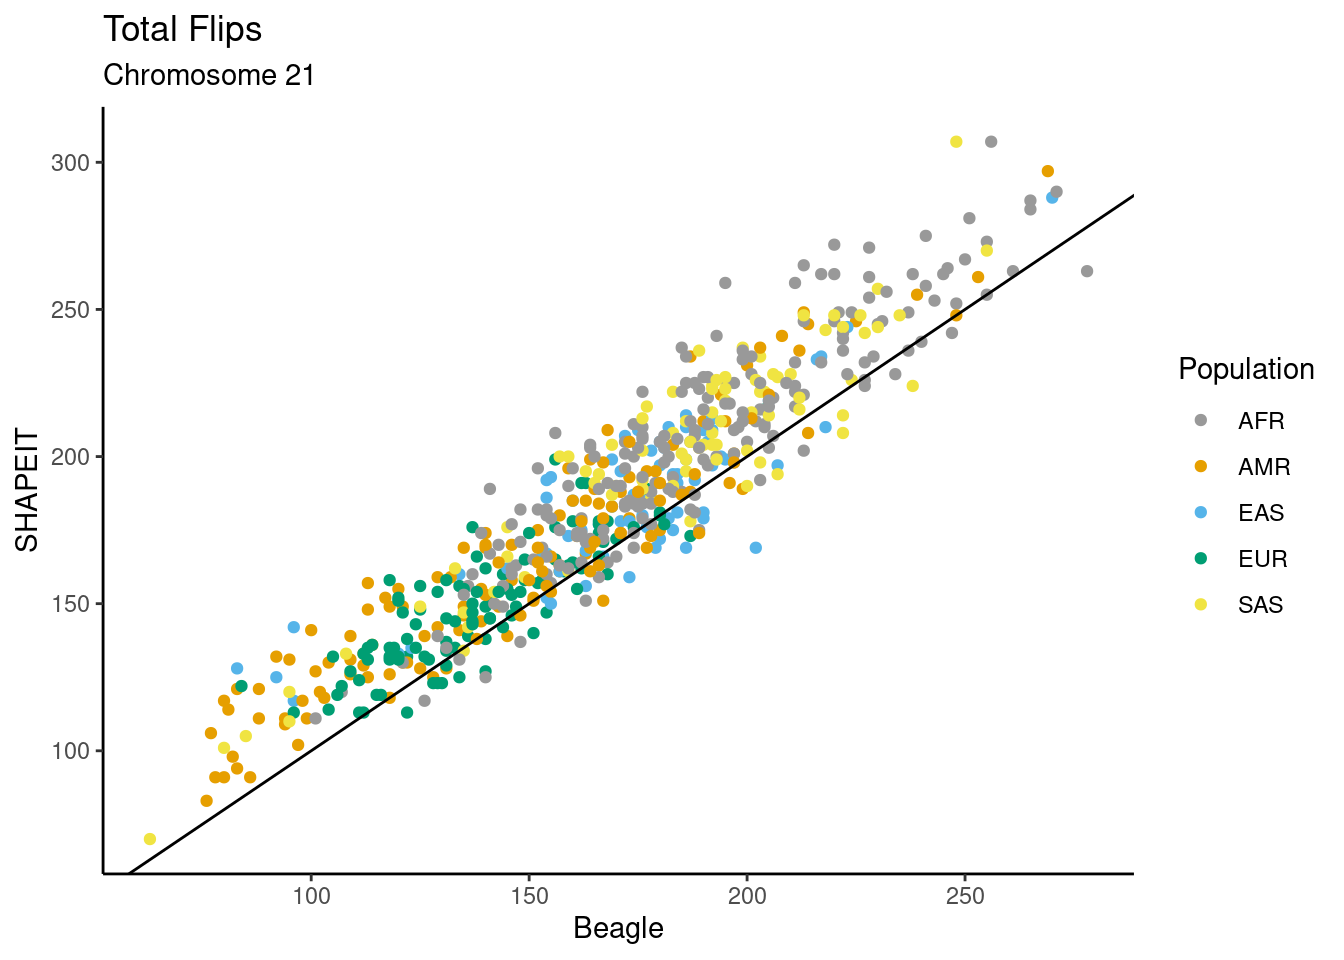 Total Flips
Chromosome 21
300
250
200
150
100
SHAPEIT
100
150
200
250
Beagle
Population
AFR
AMR
EAS
EUR
SAS